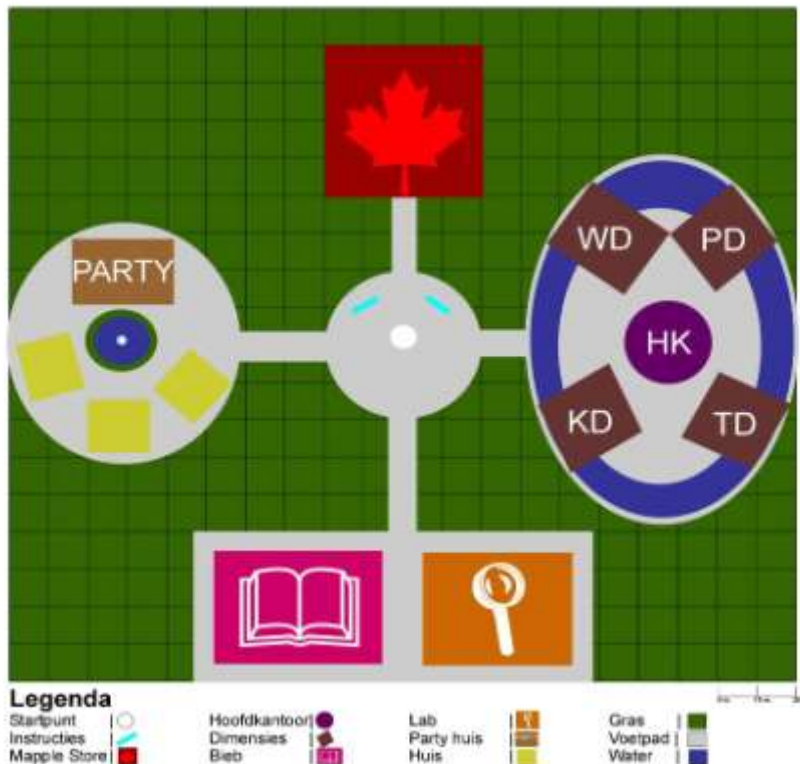 WD
PD
PARTY
HK
KD
TD
Legenda
Startpunt
Hoofdkantoor
Lab
Gras
Instructies
Dimensies
Party huis
Voetpad
Mapple Store
Bieb
Huis
Water